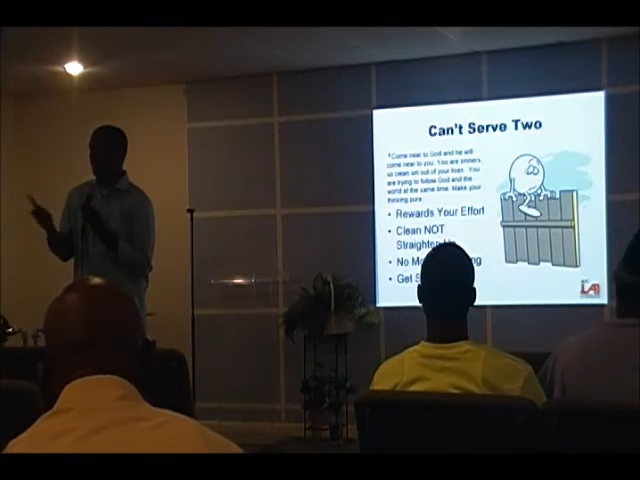 Can't Serve Two
"Come near to God and he will
come near to you. You are sinners,
so clean sin out of your lives. You
are trying to follow God and the
world at the same time. Make your
thinking pure.
• Rewards Your Effort
• Clean NOT
Straighten Up
• No M
• Get S
LAB